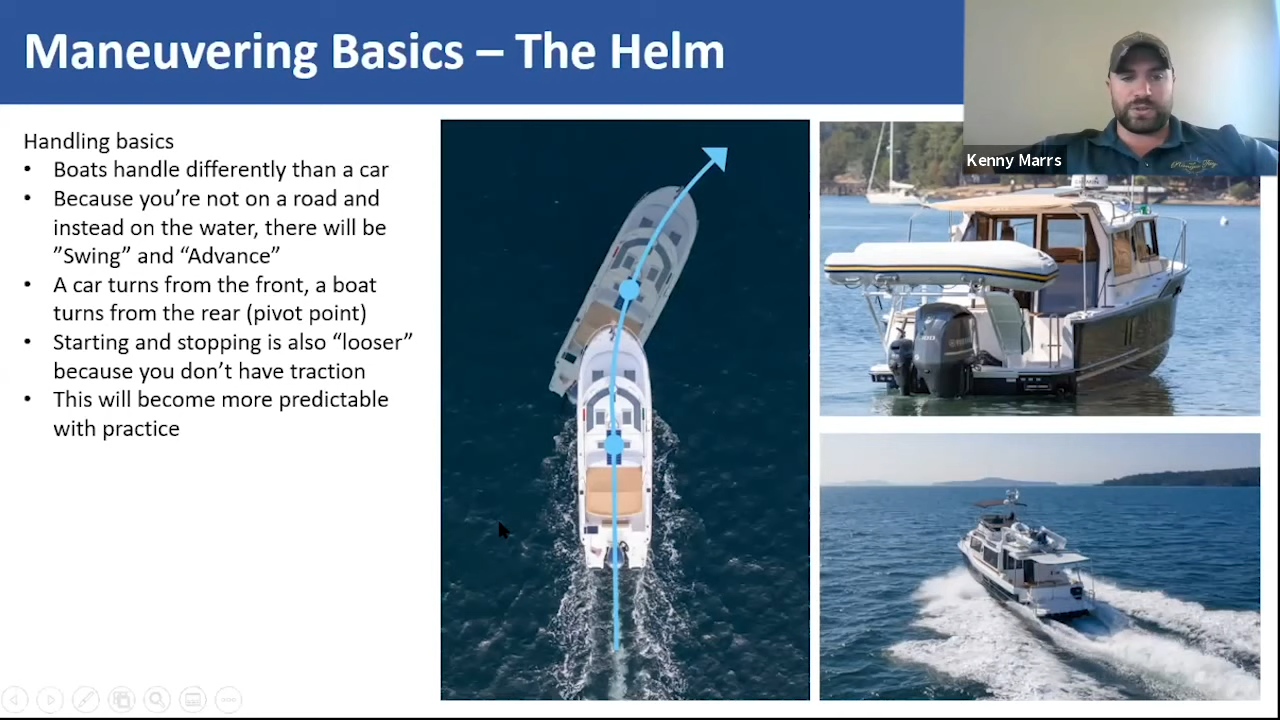 Maneuvering Basics – The Helm
Kenny Marrs
Handling basics
• Boats handle differently than a car
• Because you’re not on a road and
instead on the water, there will be
”Swing” and “Advance”
• A car turns from the front, a boat
turns from the rear (pivot point)
• Starting and stopping is also “looser”
because you don’t have traction
• This will become more predictable
with practice